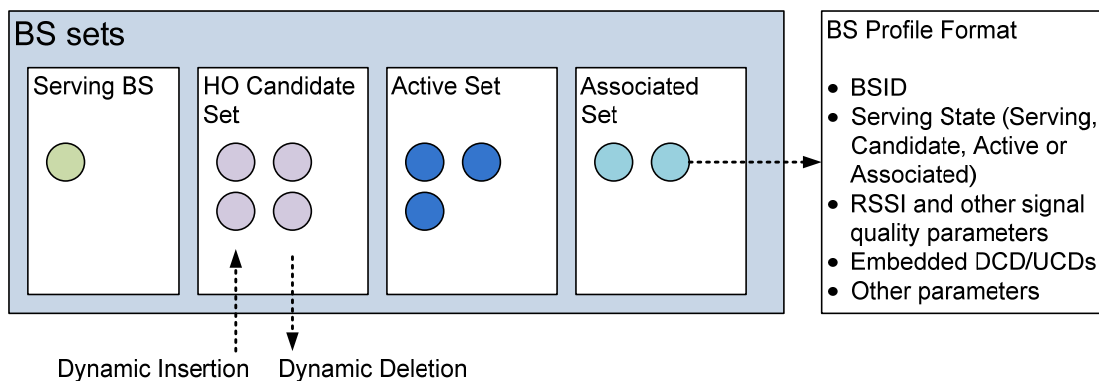 BS sets
Serving BS
HO Candidate
Set
Active Set
Associated
Set
Dynamic Insertion
Dynamic Deletion
BS Profile Format
• BSID
• Serving State (Serving,
Candidate, Active or
Associated)
• RSSI and other signal
quality parameters
• Embedded DCD/UCDs
• Other parameters